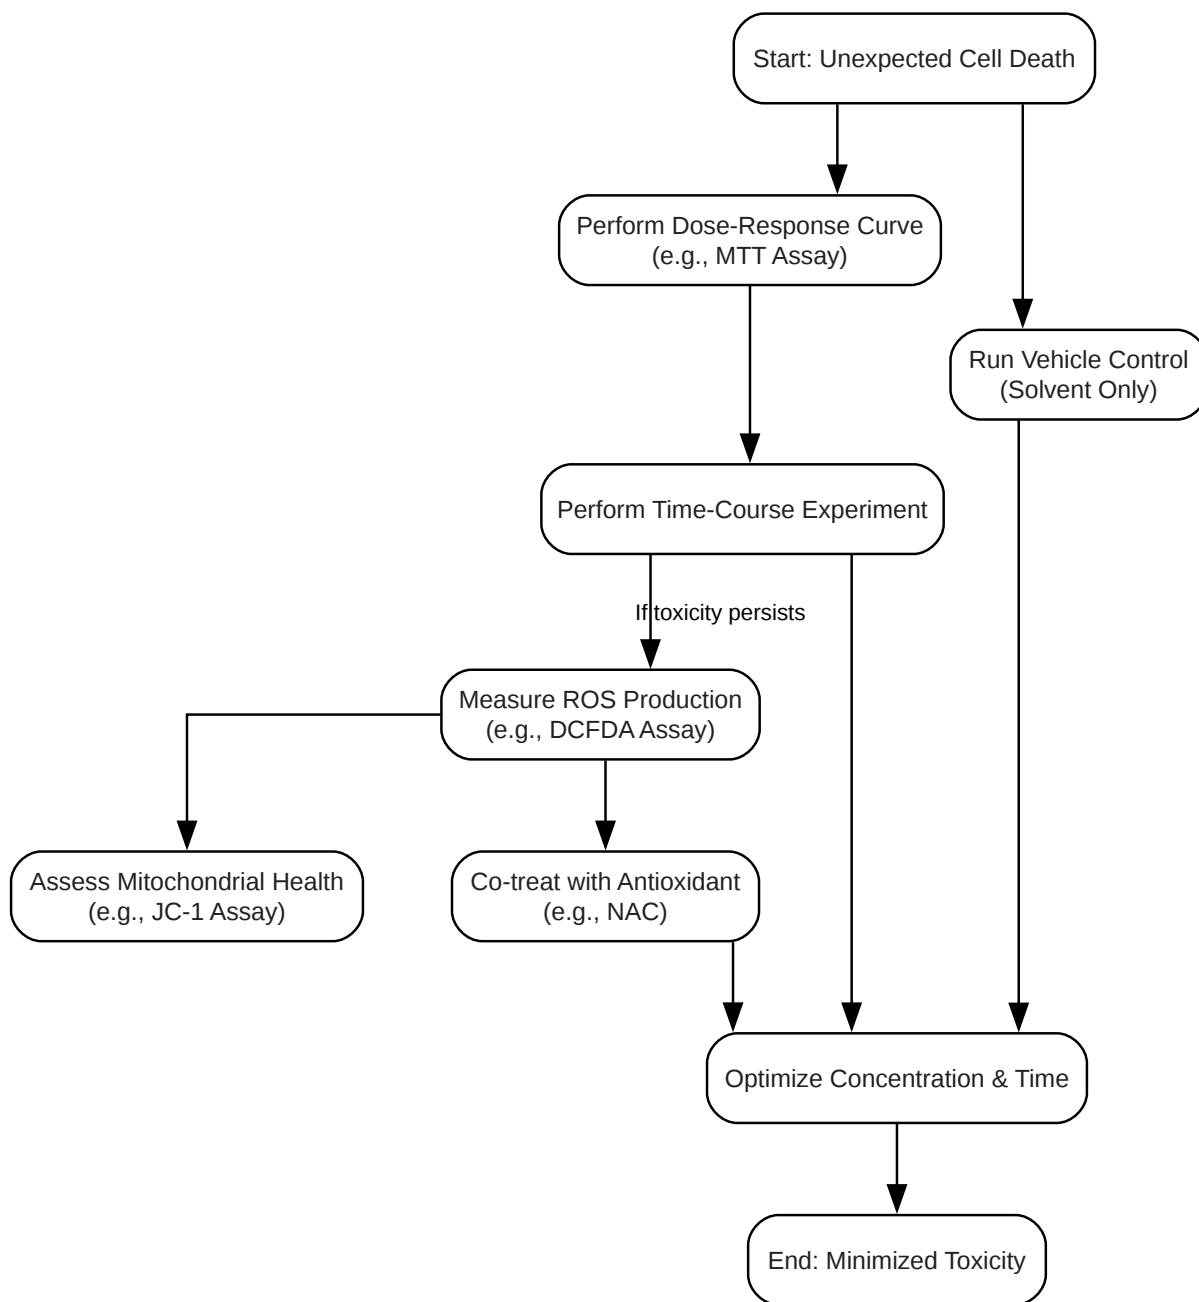 Start: Unexpected Cell Death
Perform Dose-Response Curve
(e.g., MTT Assay)
Run Vehicle Control
(Solvent Only)
Perform Time-Course Experiment
If toxicity persists
Measure ROS Production
(e.g., DCFDA Assay)
Assess Mitochondrial Health
(e.g., JC-1 Assay)
Co-treat with Antioxidant
(e.g., NAC)
Optimize Concentration & Time
End: Minimized Toxicity